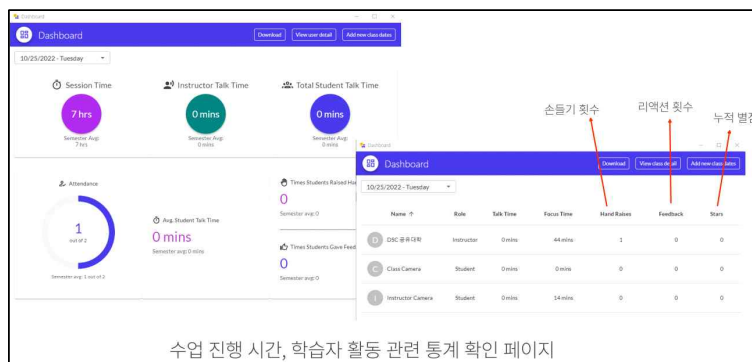 Dashboard
Dashboard
Download
View user detail
Add new class dates
10/25/2022 - Tuesday
Session Time
7 hrs
Semester Avg:
7 hrs
Instructor Talk Time
0 mins
Semester Avg:
0 mins
Total Student Talk Time
0 mins
Semester Avg:
0 mins
Attendance
1
out of 2
Semester avg: 1 out of 2
Avg. Student Talk Time
0 mins
Semester avg: 0 mins
Times Students Raised
0
Semester avg: 0
Times Students Gave
0
Semester avg: 0
손들기 횟수
리액션 횟수
누적
Dashboard
Dashboard
Download
View class detail
Add new class dates
10/25/2022 - Tuesday
Name ↑ Role Talk Time Focus Time Hand Raises Feedback Stars
D DSC 공유대학 Instructor 0 mins 44 mins 1 0 0
C Class Camera Student 0 mins 0 mins 0 0 0
I Instructor Camera Student 0 mins 14 mins 0 0 0
수업 진행 시간, 학습자 활동 관련 통계 확인 페이지